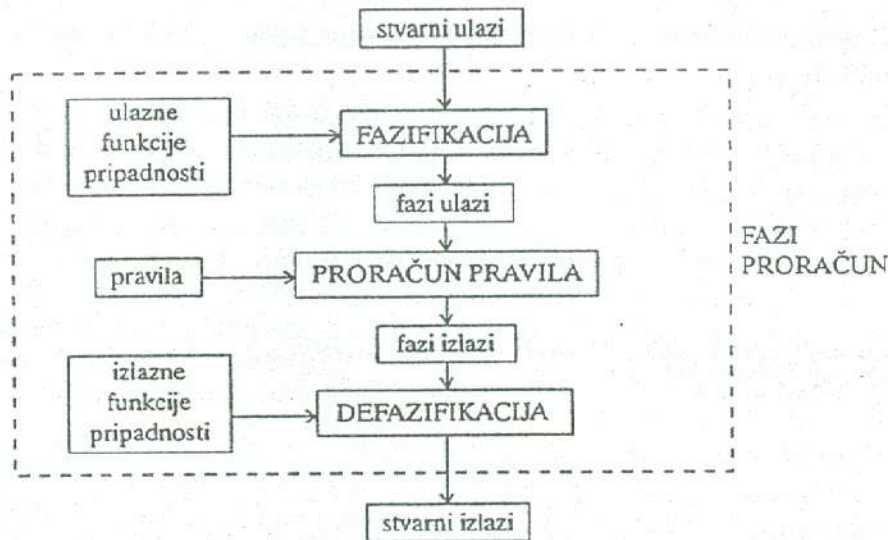 stvarni ulazi
ulazne
funkcije
pripadnosti
FAZIFIKACIJA
fazi ulazi
FAZI
PRORAČUN
pravila
PRORAČUN PRAVILA
fazi izlazi
izlazne
funkcije
pripadnosti
DEFAZIFIKACIJA
stvarni izlazi